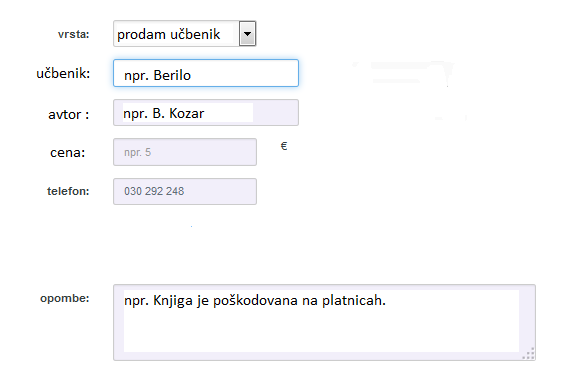 vrsta: prodam učbenik
učbenik: npr. Berilo
avtor : npr. B. Kozar
cena: npr. 5 €
telefon: 030 292 248
opombe: npr. Knjiga je poškodovana na platnicah.